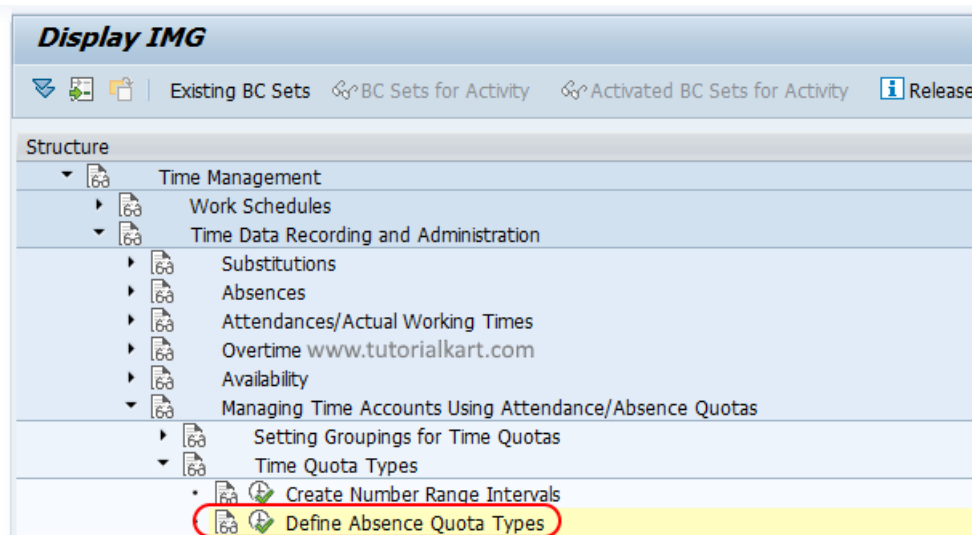 Display IMG
Existing BC Sets BC Sets for Activity Activated BC Sets for Activity Release
Structure
Time Management
Work Schedules
Time Data Recording and Administration
Substitutions
Absences
Attendances/Actual Working Times
Overtime www.tutorialkart.com
Availability
Managing Time Accounts Using Attendance/Absence Quotas
Setting Groupings for Time Quotas
Time Quota Types
Create Number Range Intervals
Define Absence Quota Types